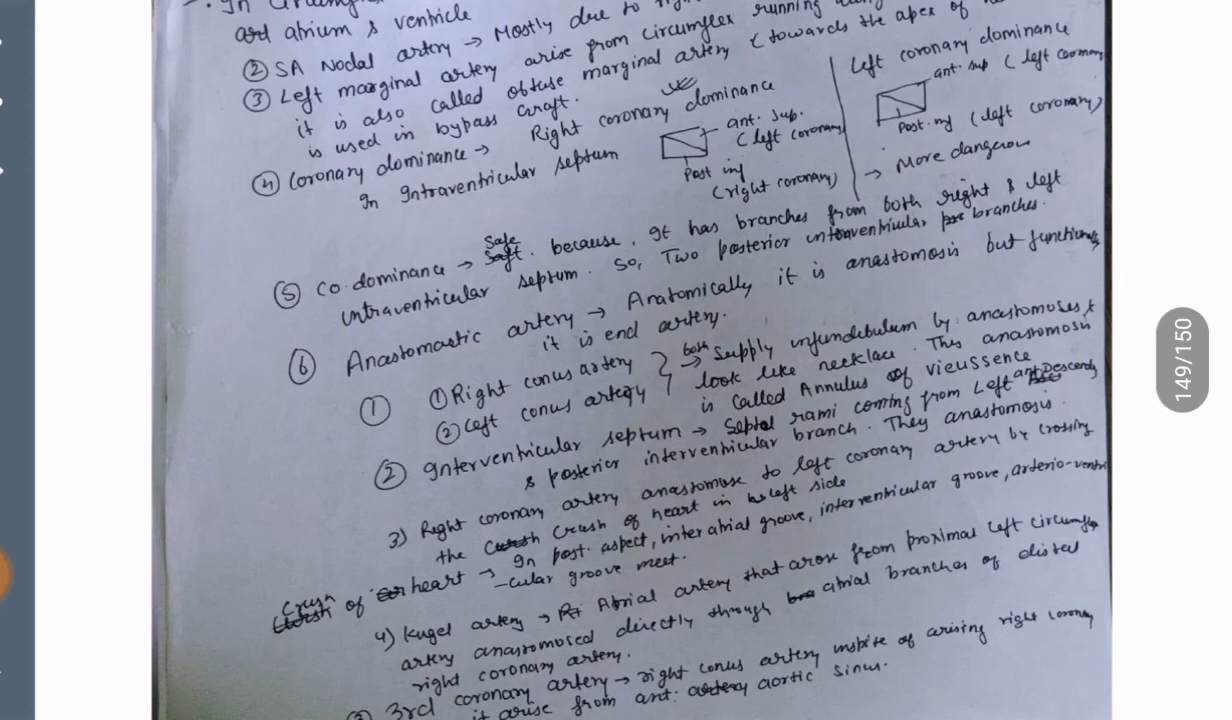 art atrium & ventricle
② SA Nodal artery → Mostly due to
③ Left marginal artery arise from circumflex running
it is also called obtuse marginal artery (towards the apex of
is used in bypass graft.
④ Coronary dominance → Right coronary dominance
In Intraventricular septum
ant. sup.
(left coronary)
Post inf
(right coronary)
Left coronary dominance
ant. sup (left coronary
Post. inf (left coronary)
→ More dangerous
⑤ Co.dominance → Safe because. It has branches from both right & left
intraventricular septum. So, Two posterior interventricular branches.
⑥ Anastomastic artery → Anatomically it is anastomosis but functionally
it is end artery.
① ① Right conus artery
② Left conus artery
both → Supply infundebulum by anastomoses &
look like necklace. This anastomosis
is called Annulus of vieussence
② Interventricular septum → Septal rami coming from Left ant Descendg
& posterior interventricular branch. They anastomosis.
3) Right coronary artery anastomose to left coronary artery by crossing
the Crush of heart in left side
Crush of heart → In post. aspect, inter atrial groove, interventricular groove, arterio-ventri
-cular groove meet.
4) Kugel artery → Atrial artery that arose from proximal left circumflex
artery anastomosed directly through atrial branches of distal
right coronary artery.
3rd coronary artery → right conus artery inspite of arising right coronary
it arise from ant. aortic sinus.
149/150